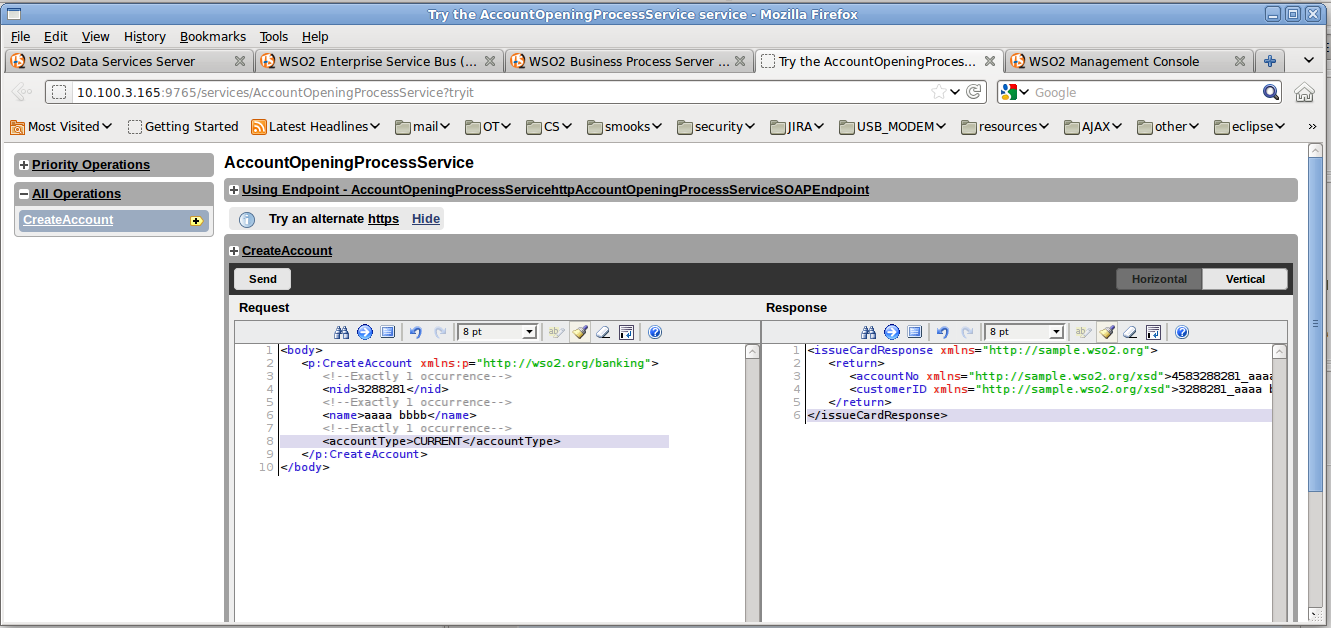 Try the AccountOpeningProcessService service - Mozilla Firefox
File Edit View History Bookmarks Tools Help
WSO2 Data Services Server WSO2 Enterprise Service Bus (... WSO2 Business Process Server ... Try the AccountOpeningProces... WSO2 Management Console
10.100.3.165:9765/services/AccountOpeningProcessService?tryit Google
Most Visited Getting Started Latest Headlines mail OT CS smooks security JIRA USB_MODEM resources AJAX other eclipse »
Priority Operations
All Operations
CreateAccount
AccountOpeningProcessService
Using Endpoint - AccountOpeningProcessServicehttpAccountOpeningProcessServiceSOAPEndpoint
Try an alternate https Hide
CreateAccount
Send Horizontal Vertical
Request
8 pt
1 <body>
2 <p:CreateAccount xmlns:p="http://wso2.org/banking">
3 <!--Exactly 1 occurrence-->
4 <nid>3288281</nid>
5 <!--Exactly 1 occurrence-->
6 <name>aaaa bbbb</name>
7 <!--Exactly 1 occurrence-->
8 <accountType>CURRENT</accountType>
9 </p:CreateAccount>
10 </body>
Response
8 pt
1 <issueCardResponse xmlns="http://sample.wso2.org">
2 <return>
3 <accountNo xmlns="http://sample.wso2.org/xsd">4583288281_aaaa
4 <customerID xmlns="http://sample.wso2.org/xsd">3288281_aaaa
5 </return>
6 </issueCardResponse>